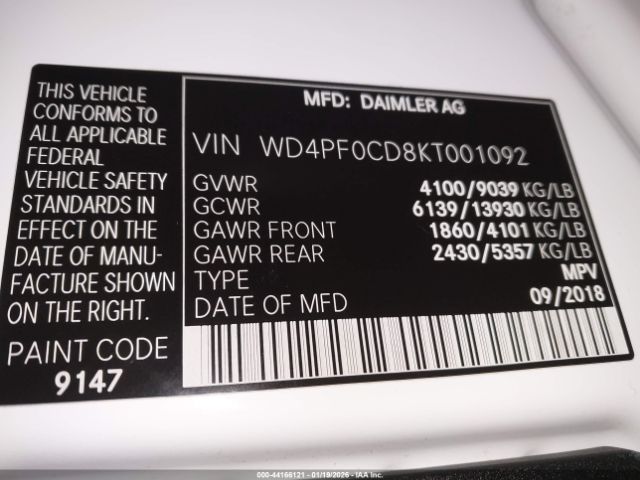 THIS VEHICLE
CONFORMS TO
ALL APPLICABLE
FEDERAL
VEHICLE SAFETY
STANDARDS IN
EFFECT ON THE
DATE OF MANU-
FACTURE SHOWN
ON THE RIGHT.
PAINT CODE
9147
MFD: DAIMLER AG
VIN WD4PF0CD8KT001092
GVWR 4100/9039 KG/LB
GCWR 6139/13930 KG/LB
GAWR FRONT 1860/4101 KG/LB
GAWR REAR 2430/5357 KG/LB
TYPE MPV
DATE OF MFD 09/2018
000-44166121 - 01/19/2026 - IAA Inc.